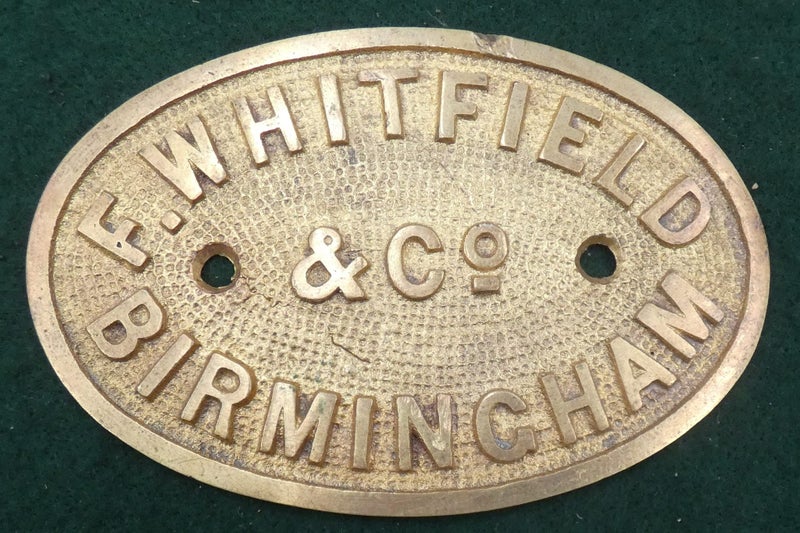 F. WHITFIELD
& Cº
BIRMINGHAM